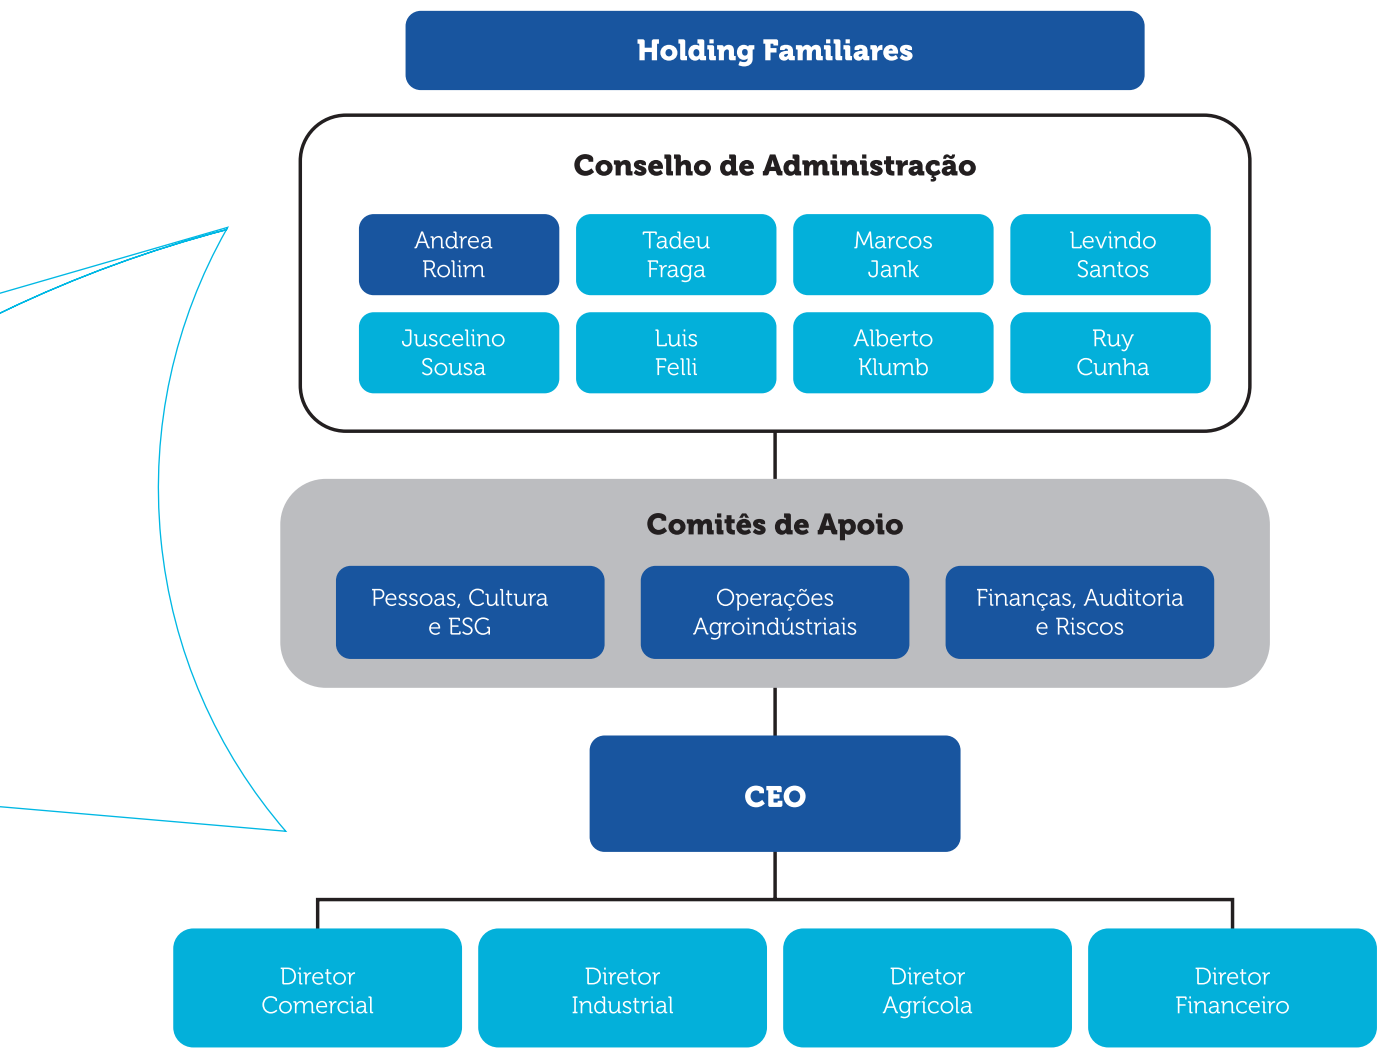 Holding Familiares
Conselho de Administração
Andrea
Rolim
Tadeu
Fraga
Marcos
Jank
Levindo
Santos
Juscelino
Sousa
Luis
Felli
Alberto
Klumb
Ruy
Cunha
Comitês de Apoio
Pessoas, Cultura
e ESG
Operações
Agroindústriais
Finanças, Auditoria
e Riscos
CEO
Diretor
Comercial
Diretor
Industrial
Diretor
Agrícola
Diretor
Financeiro